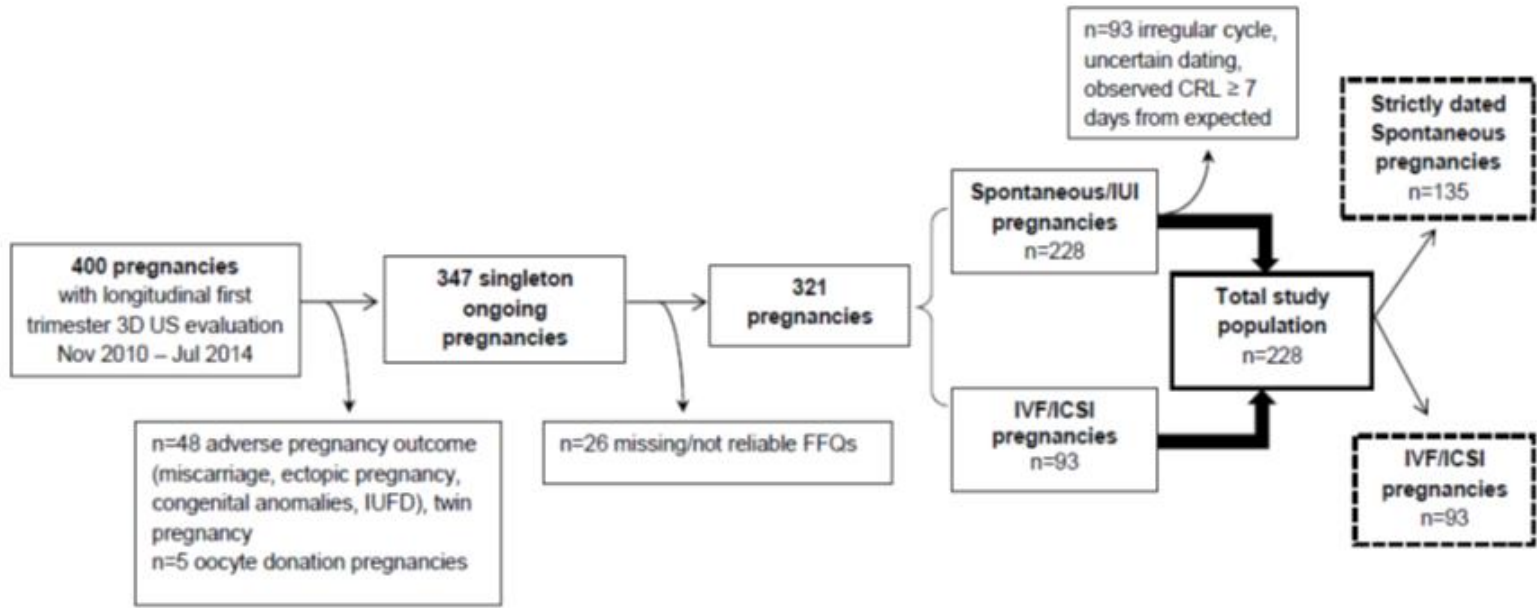 400 pregnancies
with longitudinal first
trimester 3D US evaluation
Nov 2010 – Jul 2014
n=48 adverse pregnancy outcome
(miscarriage, ectopic pregnancy,
congenital anomalies, IUFD), twin
pregnancy
n=5 oocyte donation pregnancies
347 singleton
ongoing
pregnancies
n=26 missing/not reliable FFQs
321
pregnancies
n=93 irregular cycle,
uncertain dating,
observed CRL ≥ 7
days from expected
Spontaneous/IUI
pregnancies
n=228
IVF/ICSI
pregnancies
n=93
Total study
population
n=228
Strictly dated
Spontaneous
pregnancies
n=135
IVF/ICSI
pregnancies
n=93